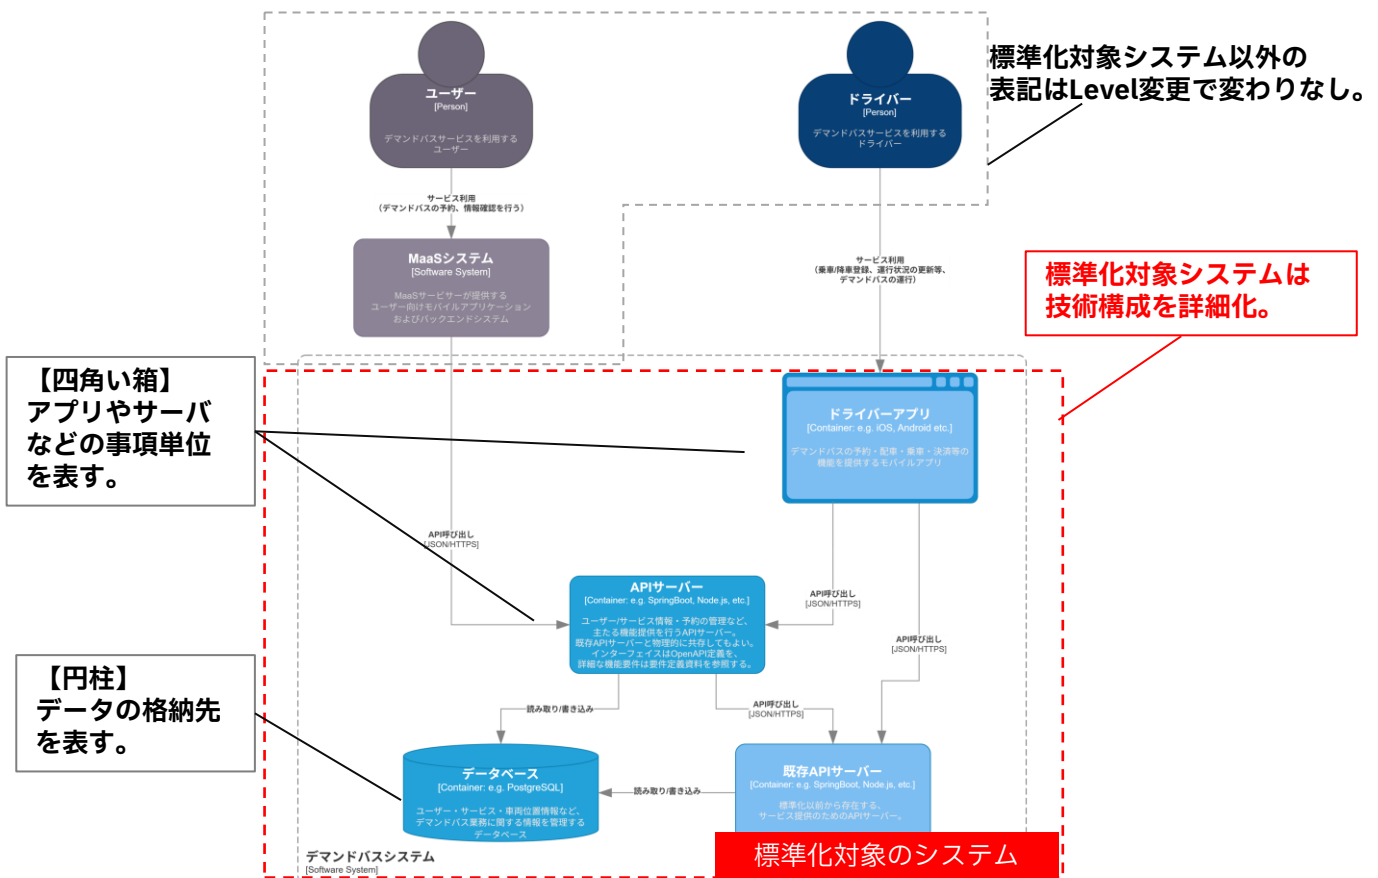 ユーザー
[Person]
デマンドバスサービスを利用する
ユーザー
ドライバー
[Person]
デマンドバスサービスを利用する
ドライバー
標準化対象システム以外の
表記はLevel変更で変わりなし。
サービス利用
(デマンドバスの予約、情報確認を行う)
MaaSシステム
[Software System]
MaaSサービサーが提供する
ユーザー向けモバイルアプリケーション
およびバックエンドシステム
サービス利用
(乗車/降車登録、運行状況の更新等、
デマンドバスの運行)
標準化対象システムは
技術構成を詳細化。
【四角い箱】
アプリやサーバ
などの事項単位
を表す。
ドライバーアプリ
[Container: e.g. iOS, Android etc.]
デマンドバスの予約・配車・乗車・決済等の
機能を提供するモバイルアプリ
API呼び出し
[JSON/HTTPS]
APIサーバー
[Container: e.g. SpringBoot, Node.js, etc.]
ユーザー/サービス情報・予約の管理など、
主たる機能提供を行うAPIサーバー。
既存APIサーバーと物理的に共存してもよい。
インターフェイスはOpenAPI定義を、
詳細な機能要件は要件定義資料を参照する。
API呼び出し
[JSON/HTTPS]
API呼び出し
[JSON/HTTPS]
【円柱】
データの格納先
を表す。
読み取り/書き込み
API呼び出し
[JSON/HTTPS]
データベース
[Container: e.g. PostgreSQL]
ユーザー・サービス・車両位置情報など、
デマンドバス業務に関する情報を管理する
データベース
読み取り/書き込み
既存APIサーバー
[Container: e.g. SpringBoot, Node.js, etc.]
標準化以前から存在する、
サービス提供のためのAPIサーバー。
デマンドバスシステム
[Software System]
標準化対象のシステム